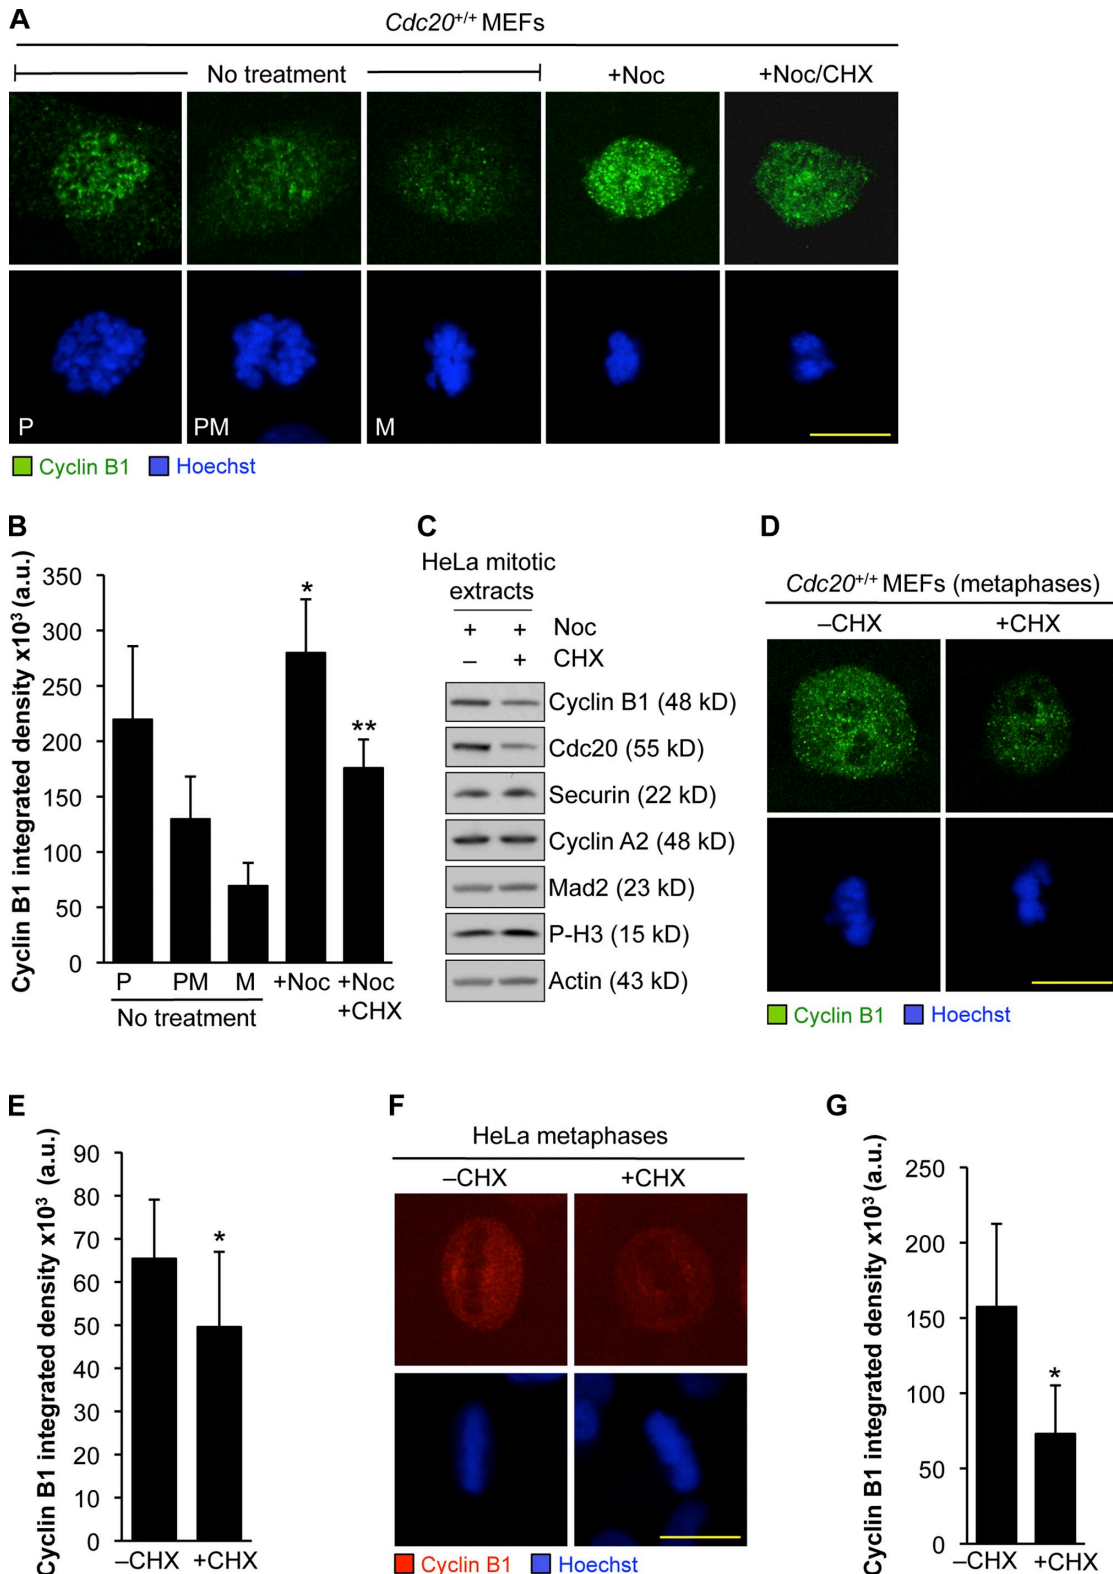 A
Cdc20+/+ MEFs
No treatment
+Noc
+Noc/CHX
P
PM
M
Cyclin B1
Hoechst
B
Cyclin B1 integrated density x10³ (a.u.)
350
300
250
200
150
100
50
0
*
**
P
PM
M
+Noc
+Noc
+CHX
No treatment
C
HeLa mitotic
extracts
+ + Noc
– + CHX
Cyclin B1 (48 kD)
Cdc20 (55 kD)
Securin (22 kD)
Cyclin A2 (48 kD)
Mad2 (23 kD)
P-H3 (15 kD)
Actin (43 kD)
D
Cdc20+/+ MEFs (metaphases)
–CHX
+CHX
Cyclin B1
Hoechst
E
Cyclin B1 integrated density x10³ (a.u.)
90
80
70
60
50
40
30
20
10
0
*
–CHX
+CHX
F
HeLa metaphases
–CHX
+CHX
Cyclin B1
Hoechst
G
Cyclin B1 integrated density x10³ (a.u.)
250
200
150
100
50
0
*
–CHX
+CHX